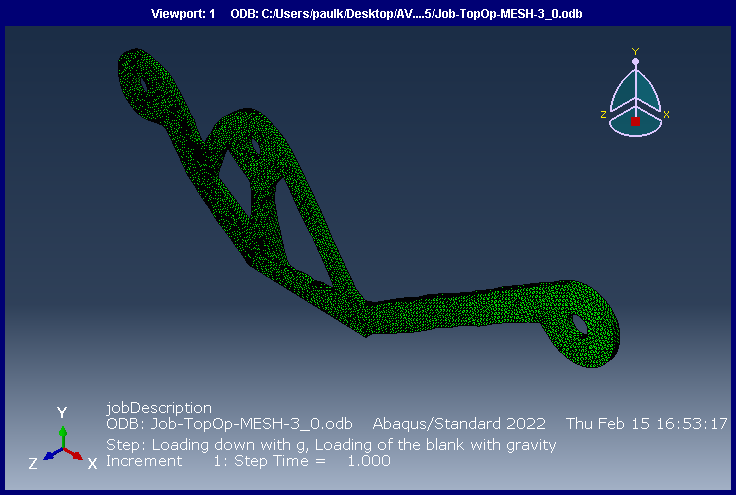 Viewport: 1 ODB: C:/Users/paulk/Desktop/AV....5/Job-TopOp-MESH-3_0.odb
Y
Z X
jobDescription
ODB: Job-TopOp-MESH-3_0.odb Abaqus/Standard 2022 Thu Feb 15 16:53:17
Y
Step: Loading down with g, Loading of the blank with gravity
Z X
Increment 1: Step Time = 1.000